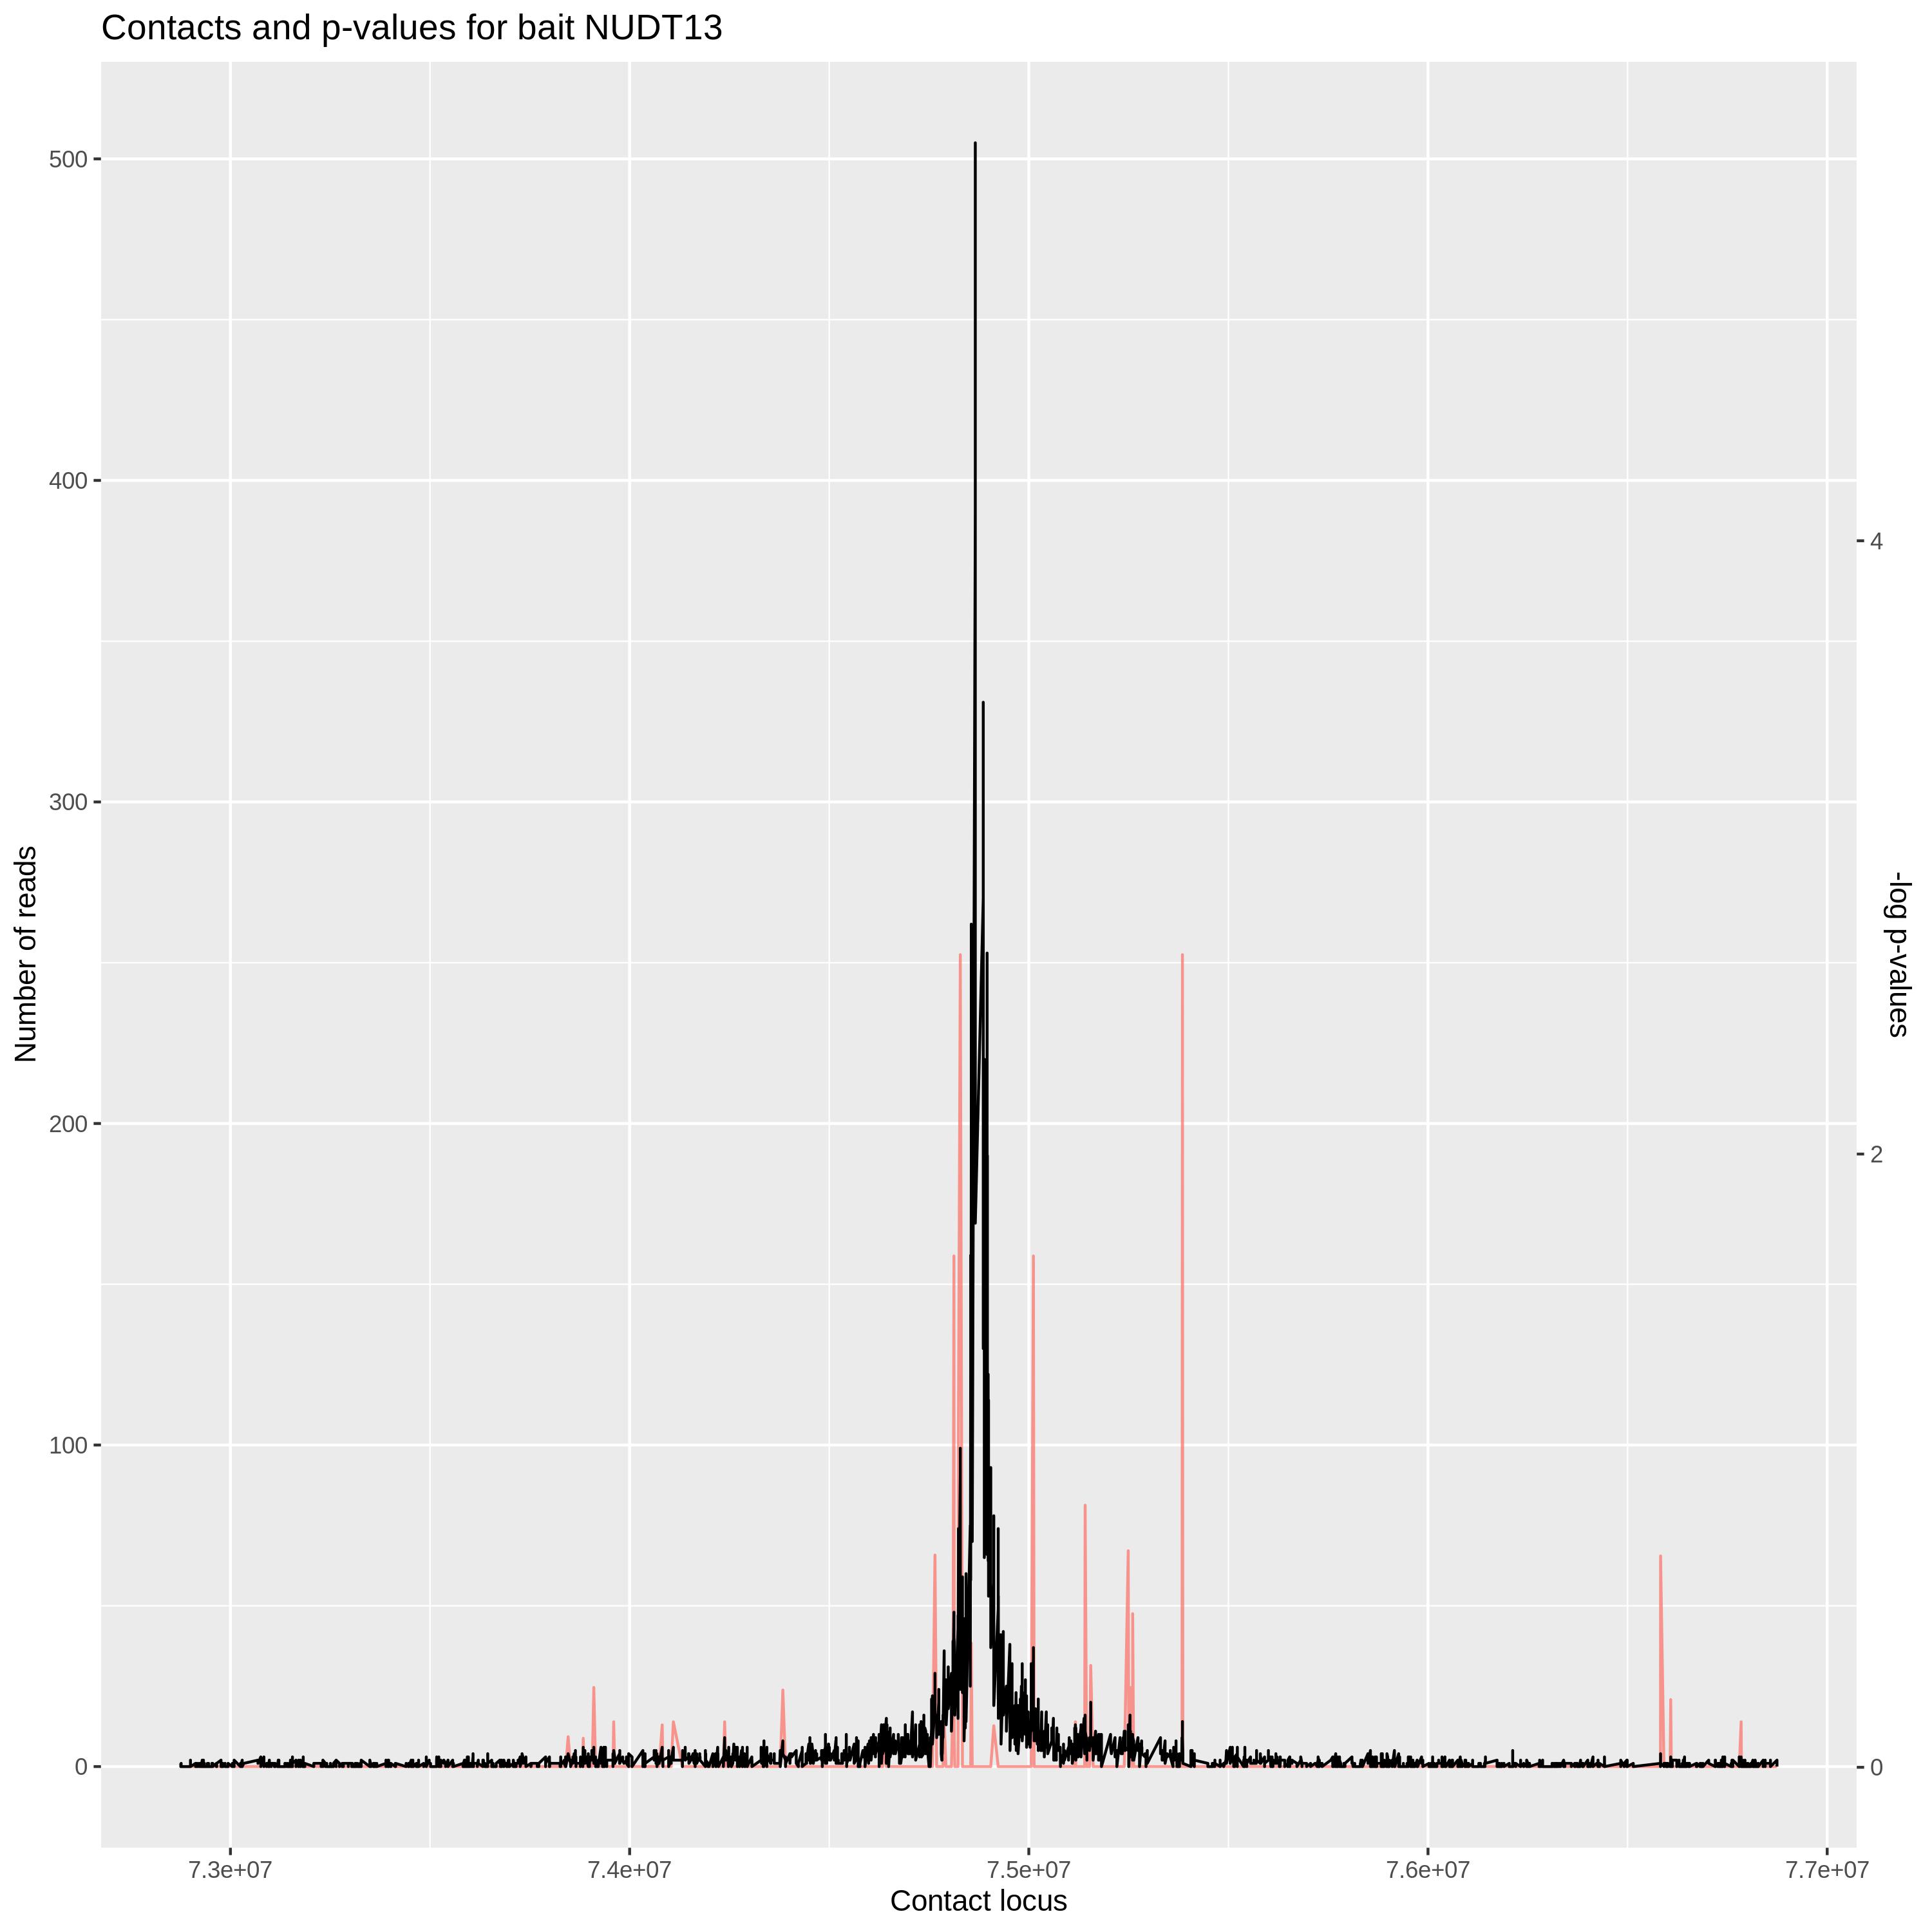 Contacts and p-values for bait NUDT13
500
400
300
200
100
0
Number of reads
4
2
0
-log p-values
7.3e+07
7.4e+07
7.5e+07
7.6e+07
7.7e+07
Contact locus